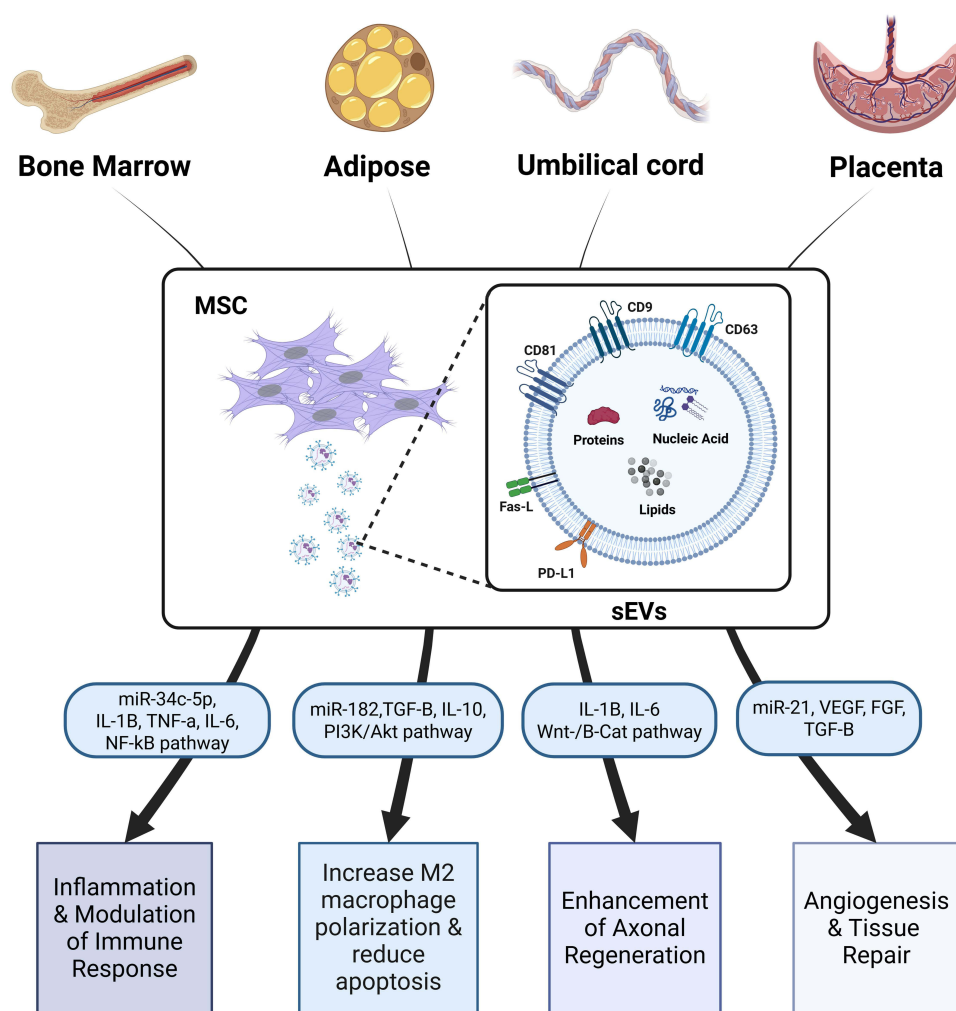 Bone Marrow
Adipose
Umbilical cord
Placenta
MSC
CD9
CD63
CD81
Proteins
Nucleic Acid
Fas-L
Lipids
PD-L1
sEVs
miR-34c-5p,
IL-1B, TNF-a, IL-6,
NF-kB pathway
miR-182,TGF-B, IL-10,
PI3K/Akt pathway
IL-1B, IL-6
Wnt-/B-Cat pathway
miR-21, VEGF, FGF,
TGF-B
Inflammation
& Modulation
of Immune
Response
Increase M2
macrophage
polarization &
reduce
apoptosis
Enhancement
of Axonal
Regeneration
Angiogenesis
& Tissue
Repair